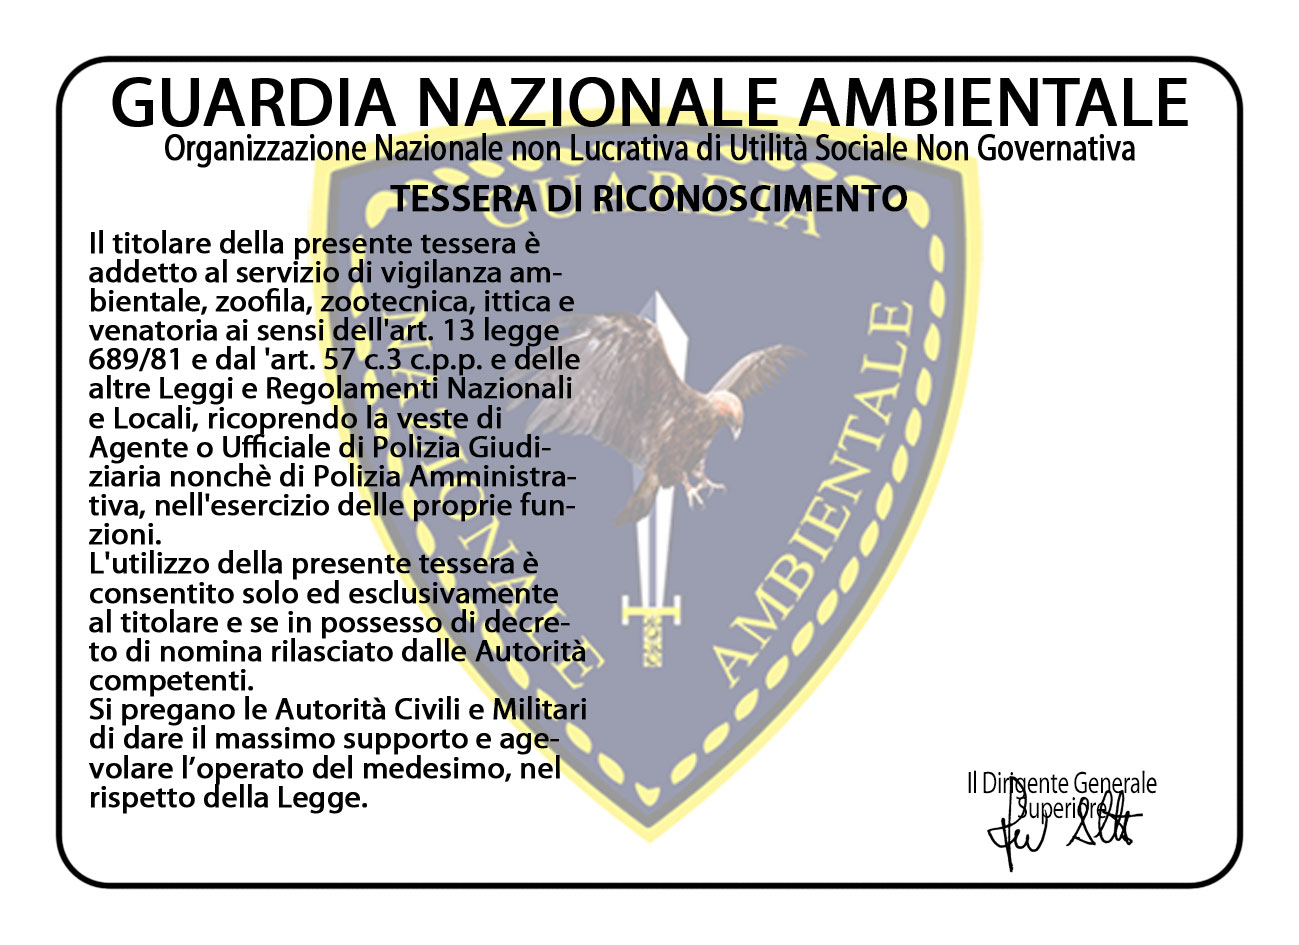 GUARDIA NAZIONALE AMBIENTALE
Organizzazione Nazionale non Lucrativa di Utilità Sociale Non Governativa
TESSERA DI RICONOSCIMENTO
GUARDIA
NAZIONALE
AMBIENTALE
Il titolare della presente tessera è
addetto al servizio di vigilanza am-
bientale, zoofila, zootecnica, ittica e
venatoria ai sensi dell'art. 13 legge
689/81 e dal 'art. 57 c.3 c.p.p. e delle
altre Leggi e Regolamenti Nazionali
e Locali, ricoprendo la veste di
Agente o Ufficiale di Polizia Giudi-
ziaria nonchè di Polizia Amministra-
tiva, nell'esercizio delle proprie fun-
zioni.
L'utilizzo della presente tessera è
consentito solo ed esclusivamente
al titolare e se in possesso di decre-
to di nomina rilasciato dalle Autorità
competenti.
Si pregano le Autorità Civili e Militari
di dare il massimo supporto e age-
volare l’operato del medesimo, nel
rispetto della Legge.
Il Dirigente Generale
Superiore